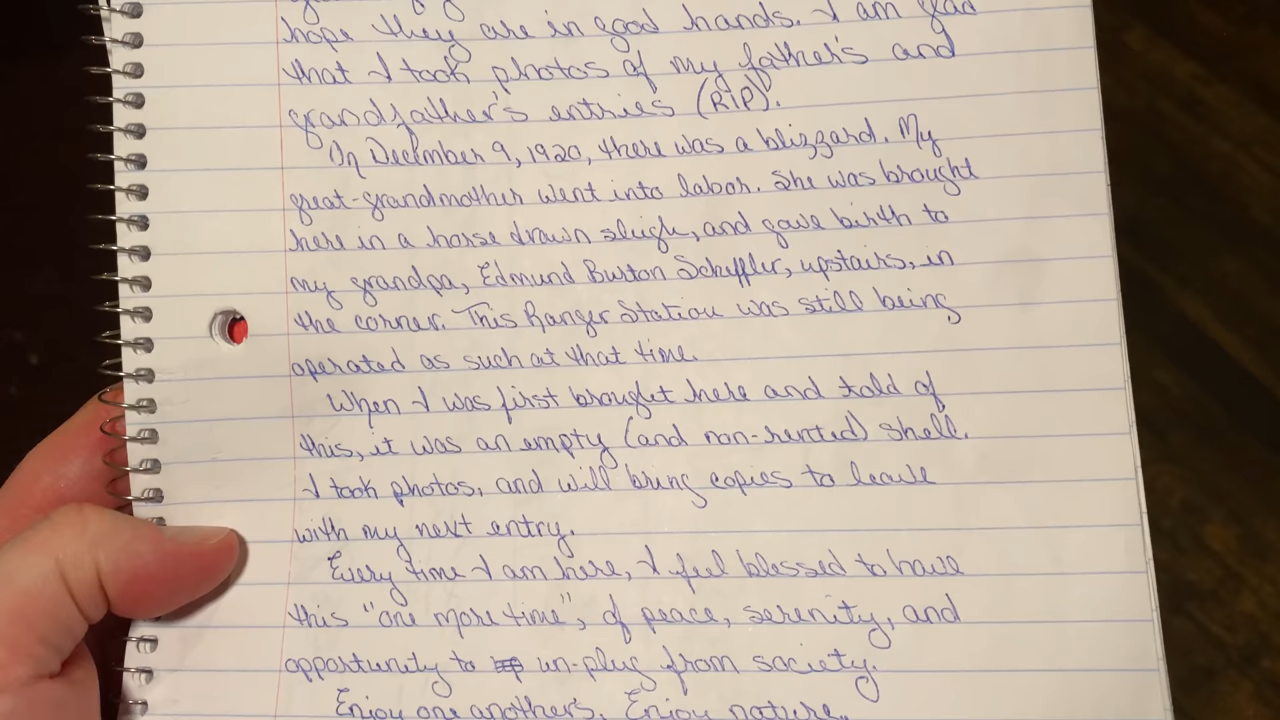 hope they are in good hands. I am glad
that I took photos of my father's and
grandfather's entries (RIP).
On December 9, 1920, there was a blizzard. My
great-grandmother went into labor. She was brought
here in a horse drawn sleigh, and gave birth to
my grandpa, Edmund Burton Scheffler, upstairs, in
the corner. This Ranger Station was still being
operated as such at that time.
When I was first brought here and told of
this, it was an empty (and non-rented) shell.
I took photos, and will bring copies to leave
with my next entry.
Every time I am here, I feel blessed to have
this "one more time", of peace, serenity, and
opportunity to un-plug from society.
Enjoy one anothers. Enjoy nature.